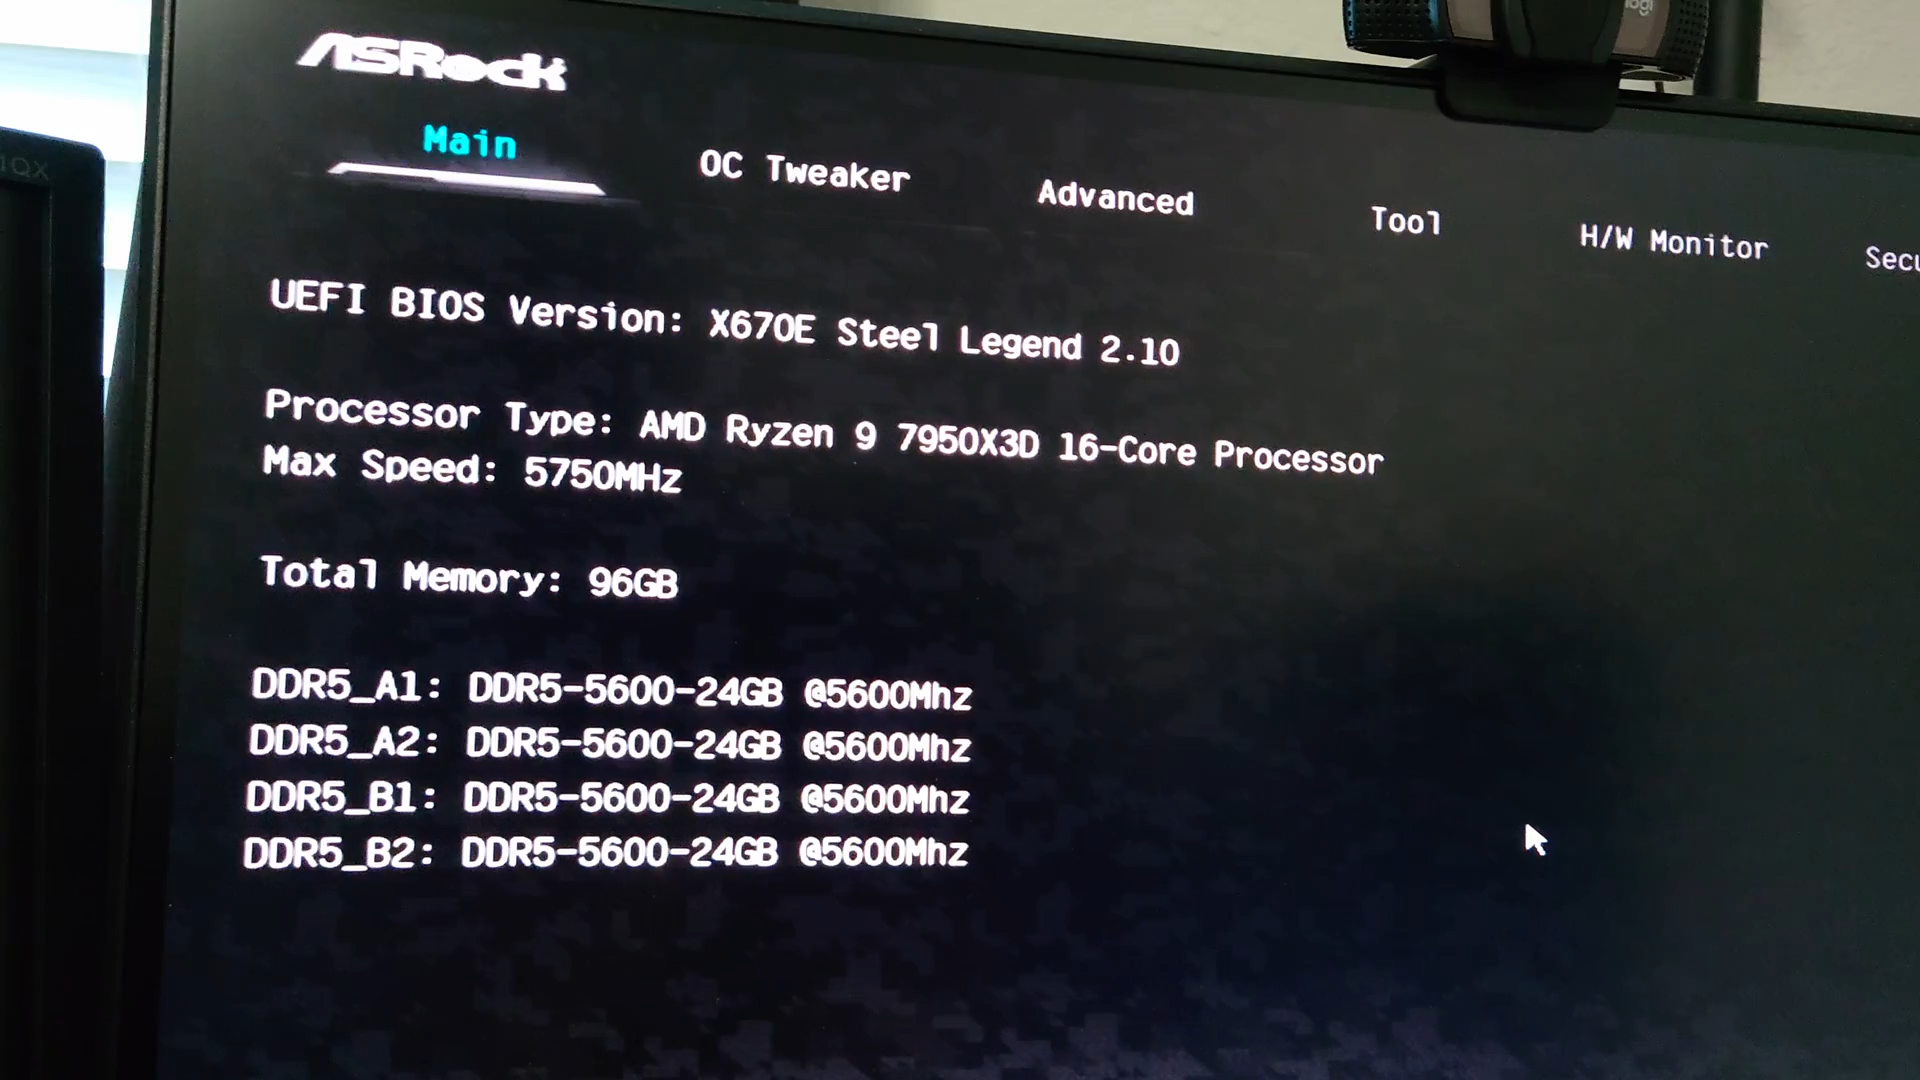 logi
ASRock
1QX
Main OC Tweaker Advanced Tool H/W Monitor
UEFI BIOS Version: X670E Steel Legend 2.10
Processor Type: AMD Ryzen 9 7950X3D 16-Core Processor
Max Speed: 5750MHz
Total Memory: 96GB
DDR5_A1: DDR5-5600-24GB @5600Mhz
DDR5_A2: DDR5-5600-24GB @5600Mhz
DDR5_B1: DDR5-5600-24GB @5600Mhz
DDR5_B2: DDR5-5600-24GB @5600Mhz